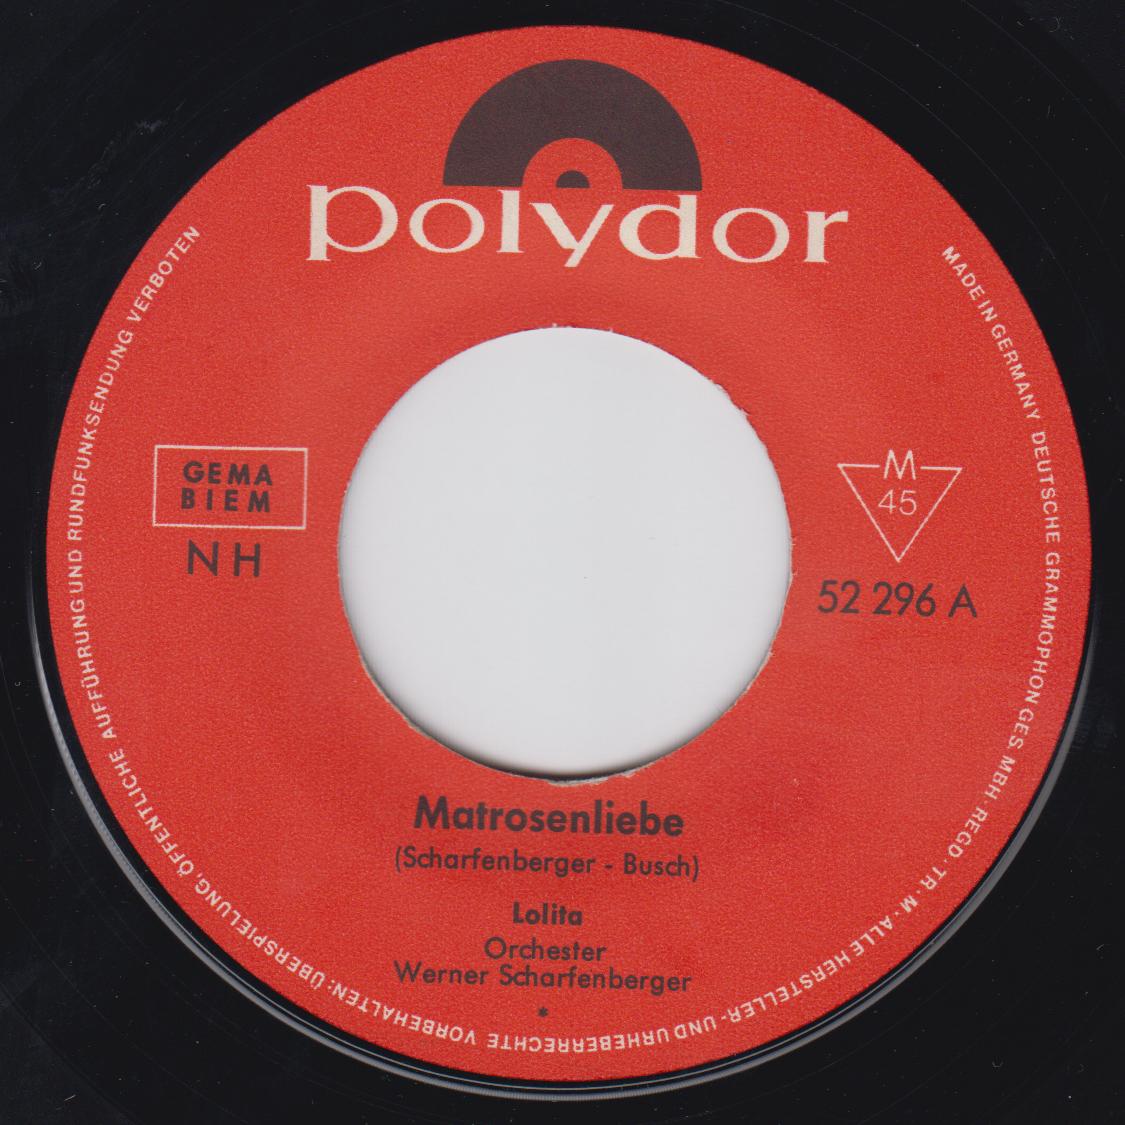 polydor
GEMA
BIEM
NH
M
45
52 296 A
Matrosenliebe
(Scharfenberger - Busch)
Lolita
Orchester
Werner Scharfenberger
*
MADE IN GERMANY DEUTSCHE GRAMMOPHON GES. MBH · REGD · TR · M · ALLE HERSTELLER- UND URHEBERRECHTE VORBEHALTEN: ÜBERSPIELUNG, ÖFFENTLICHE AUFFÜHRUNG UND RUNDFUNKSENDUNG VERBOTEN